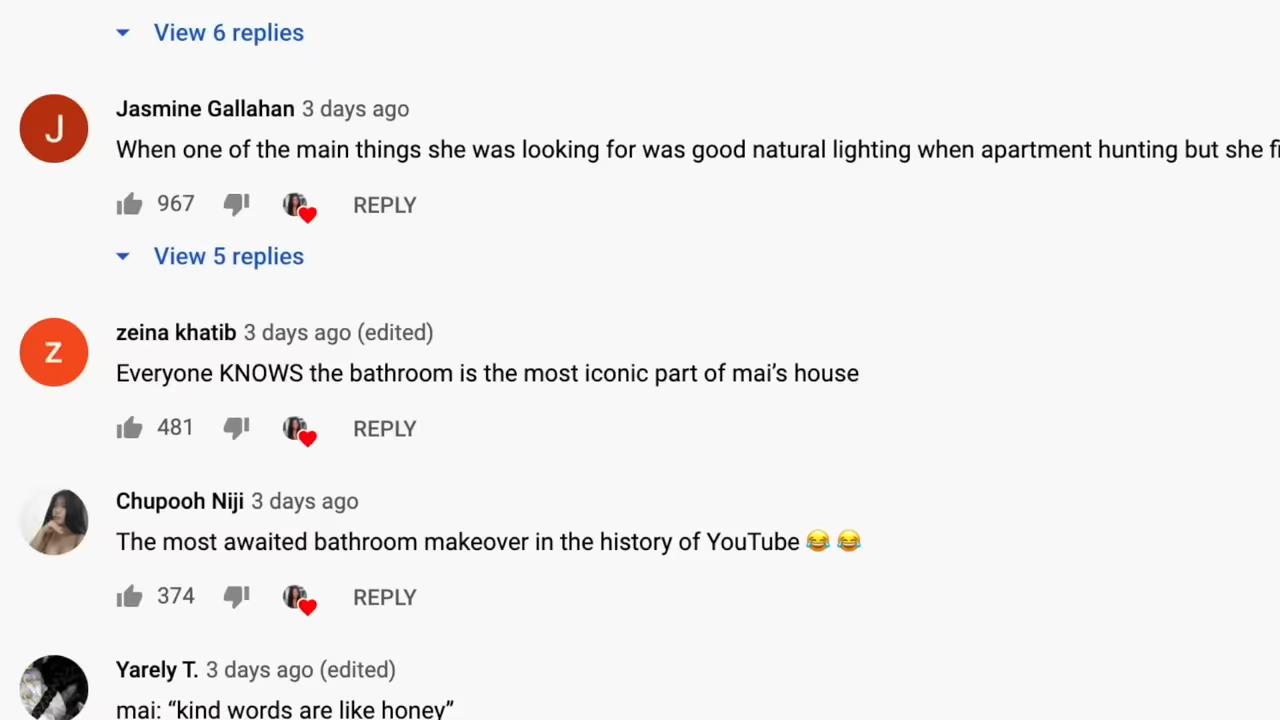 View 6 replies
J
Jasmine Gallahan 3 days ago
When one of the main things she was looking for was good natural lighting when apartment hunting but she
967
REPLY
View 5 replies
z
zeina khatib 3 days ago (edited)
Everyone KNOWS the bathroom is the most iconic part of mai’s house
481
REPLY
Chupooh Niji 3 days ago
The most awaited bathroom makeover in the history of YouTube 😂 😂
374
REPLY
Yarely T. 3 days ago (edited)
mai: “kind words are like honey”